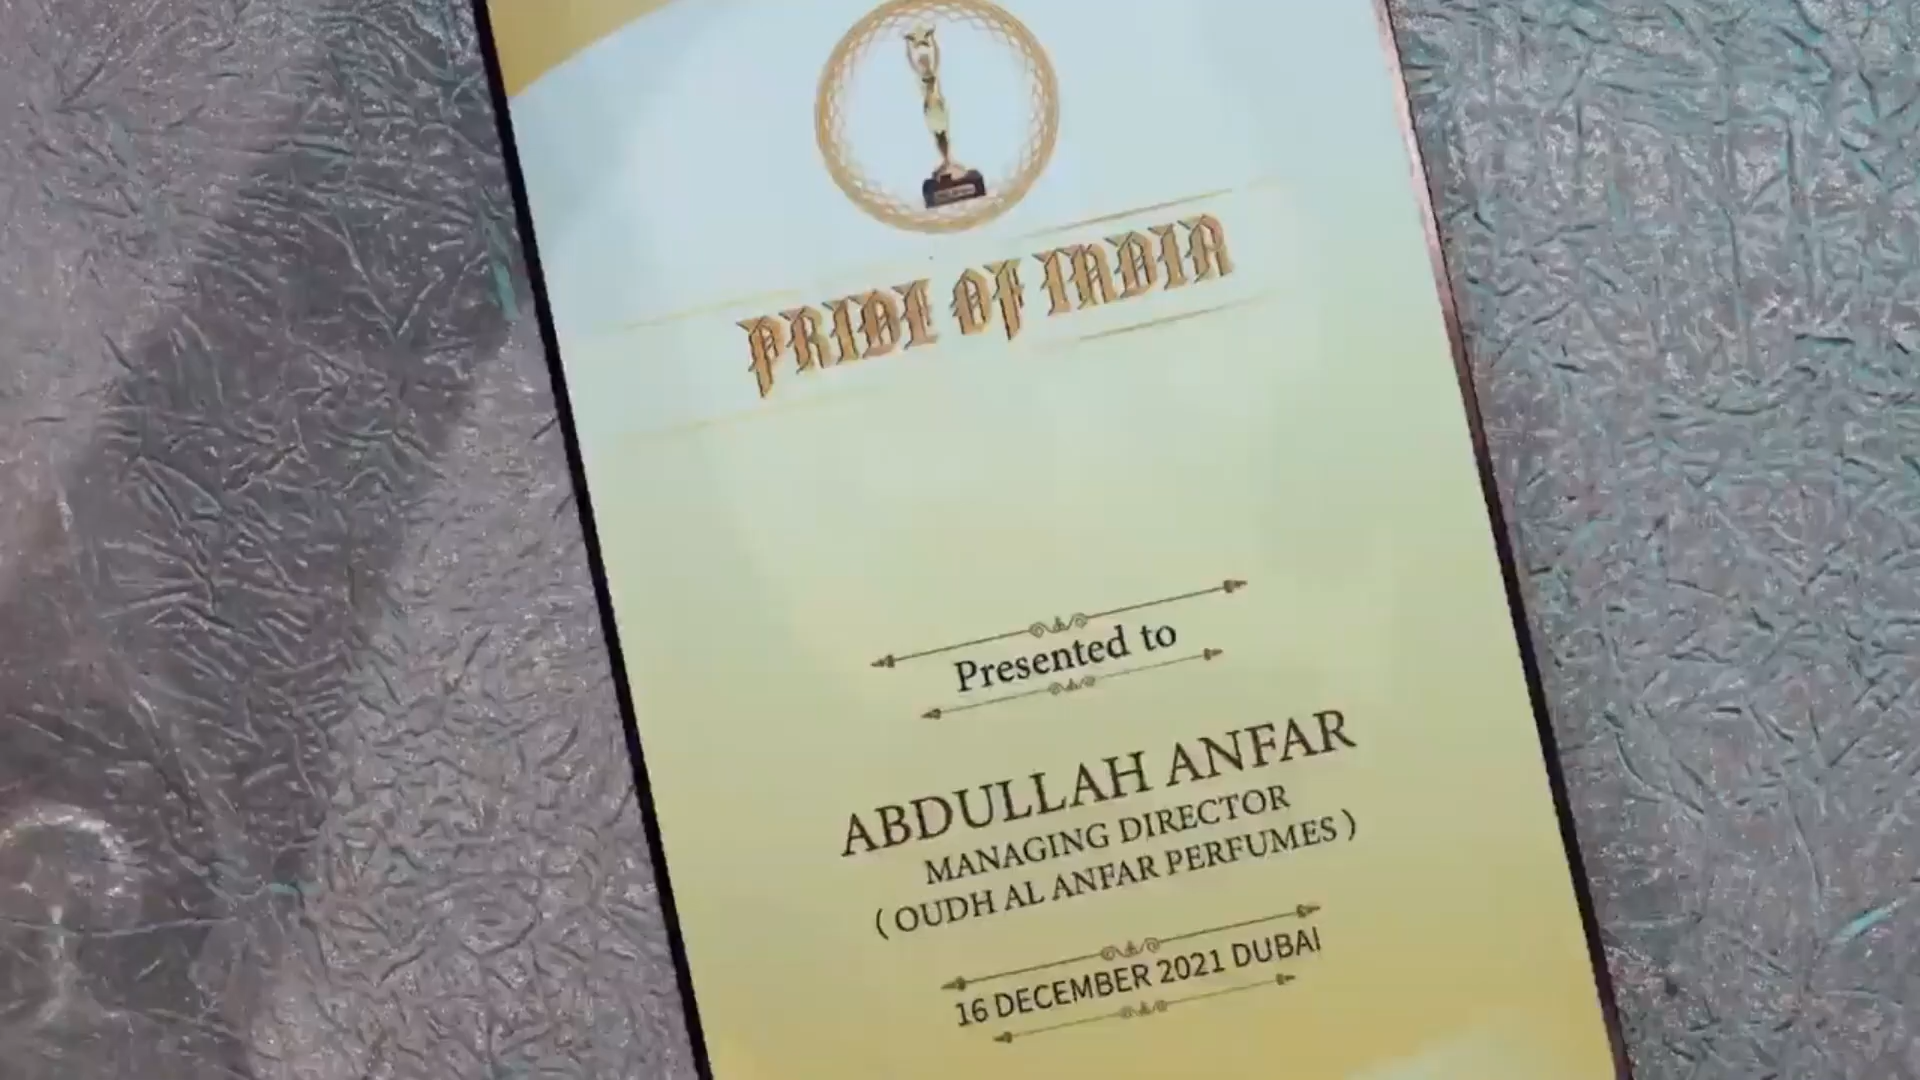 PRIDE OF INDIA
Presented to
ABDULLAH ANFAR
MANAGING DIRECTOR
( OUDH AL ANFAR PERFUMES )
16 DECEMBER 2021 DUBAI